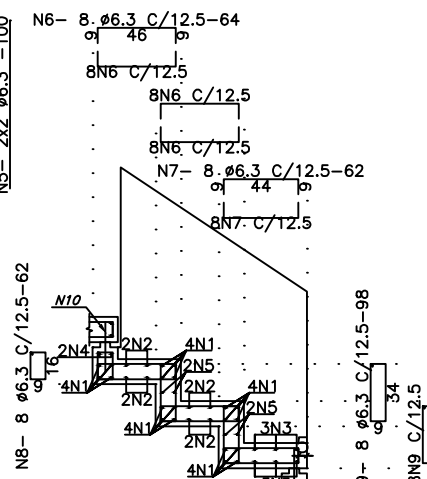 N6- 8 ø6.3 C/12.5-64
9 46 9
8N6 C/12.5
N5- 2x2 ø6.3 -100
8N6 C/12.5
8N6 C/12.5
N7- 8 ø6.3 C/12.5-62
9 44 9
8N7 C/12.5
N10
N8- 8 ø6.3 C/12.5-62
16
9
2N4
2N2
4N1
2N5
4N1
2N2
2N2
4N1
2N5
4N1
2N2
3N3
4N1
9- 8 ø6.3 C/12.5-98
34
9
8N9 C/12.5